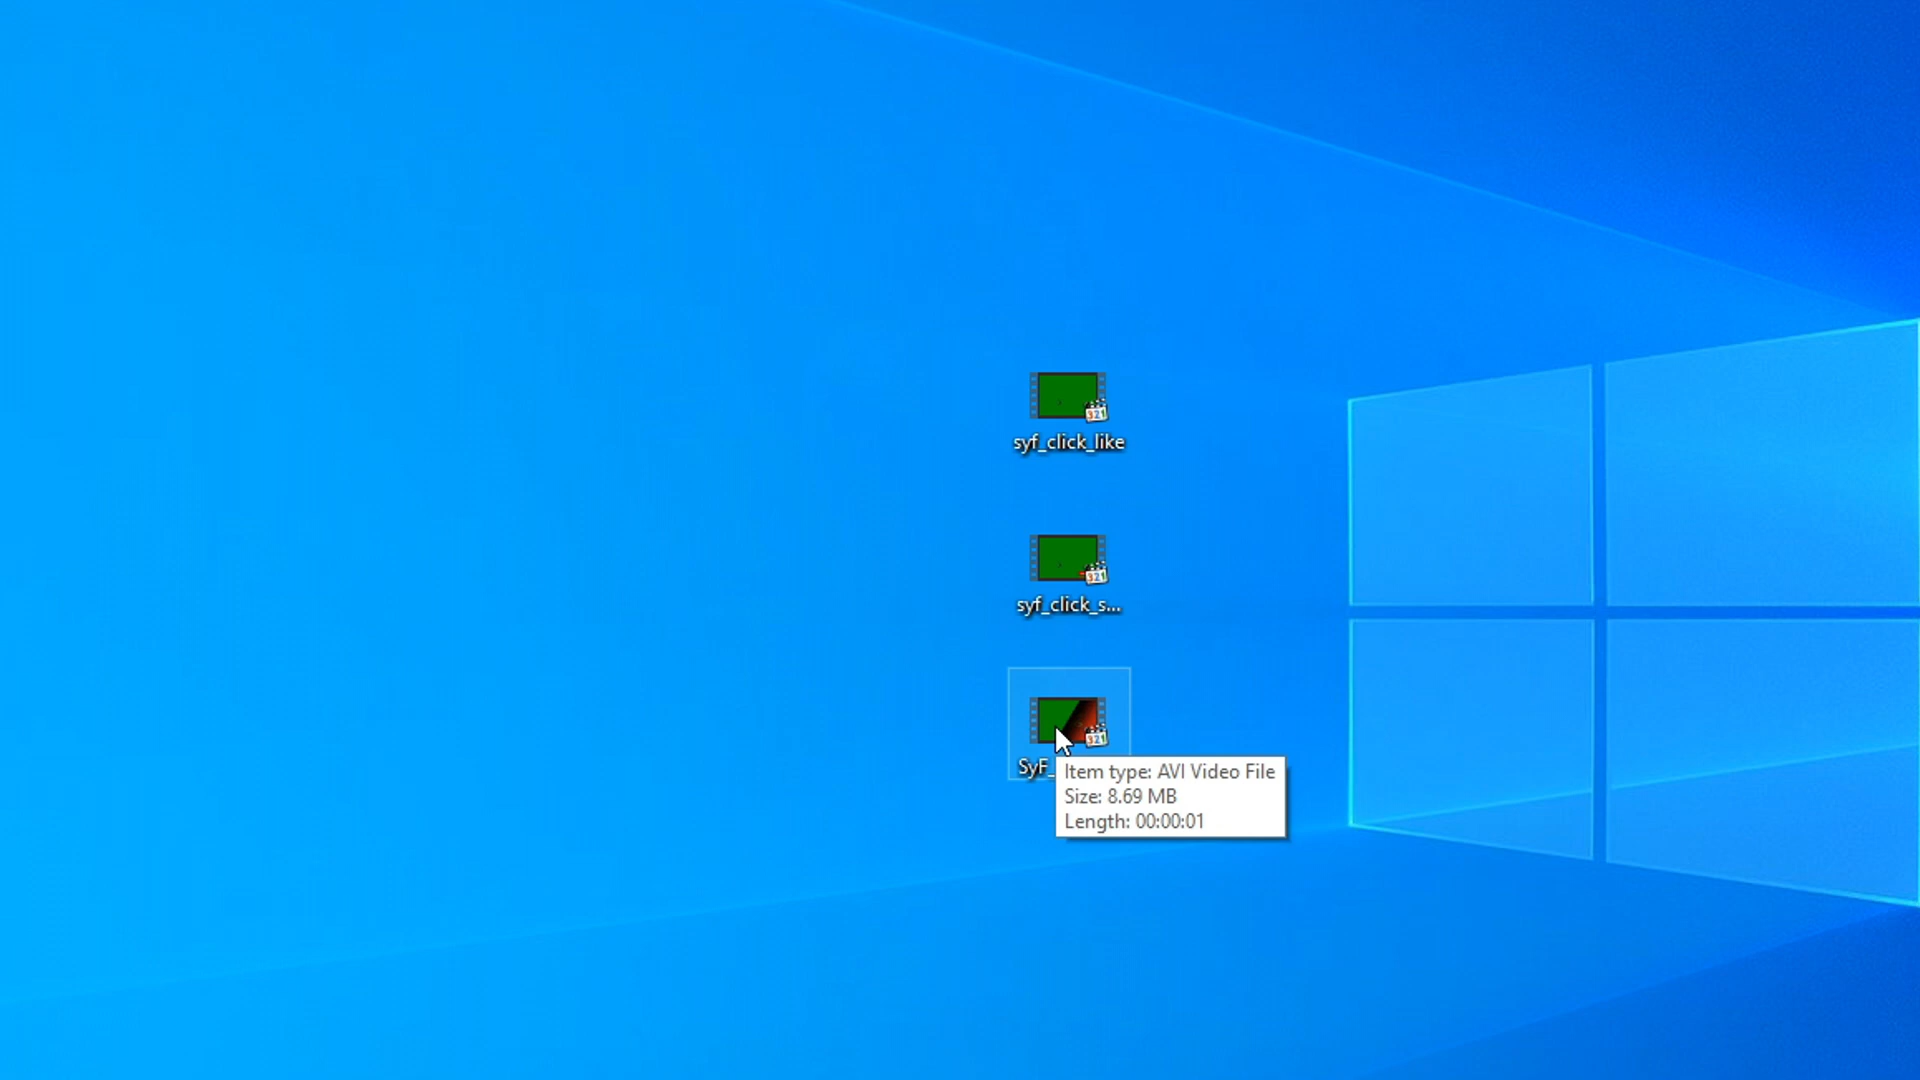 syf_click_like
syf_click_s...
SyF_
Item type: AVI Video File
Size: 8.69 MB
Length: 00:00:01